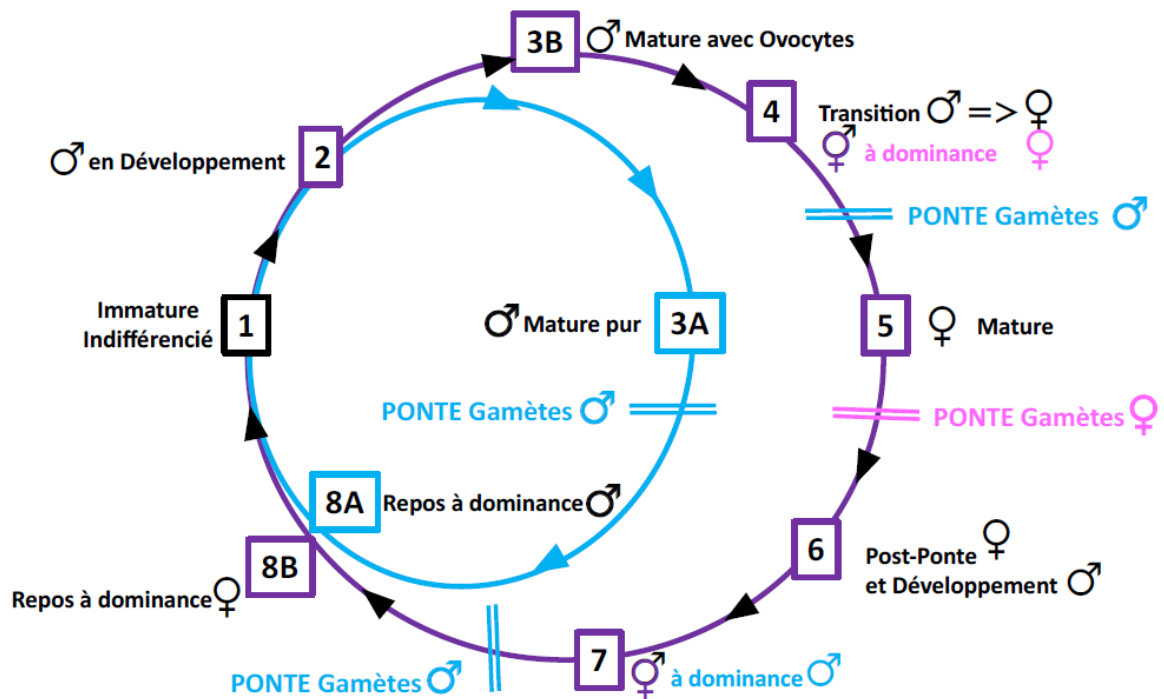 3B ♂ Mature avec Ovocytes
4 Transition ♂ => ♀
⚥ à dominance ♀
2
♂ en Développement
PONTE Gamètes ♂
Immature
Indifférencié
1
♂ Mature pur 3A
5 ♀ Mature
PONTE Gamètes ♂
PONTE Gamètes ♀
8A Repos à dominance ♂
8B
Repos à dominance ♀
6 Post-Ponte ♀
et Développement ♂
PONTE Gamètes ♂
7 ⚥ à dominance ♂